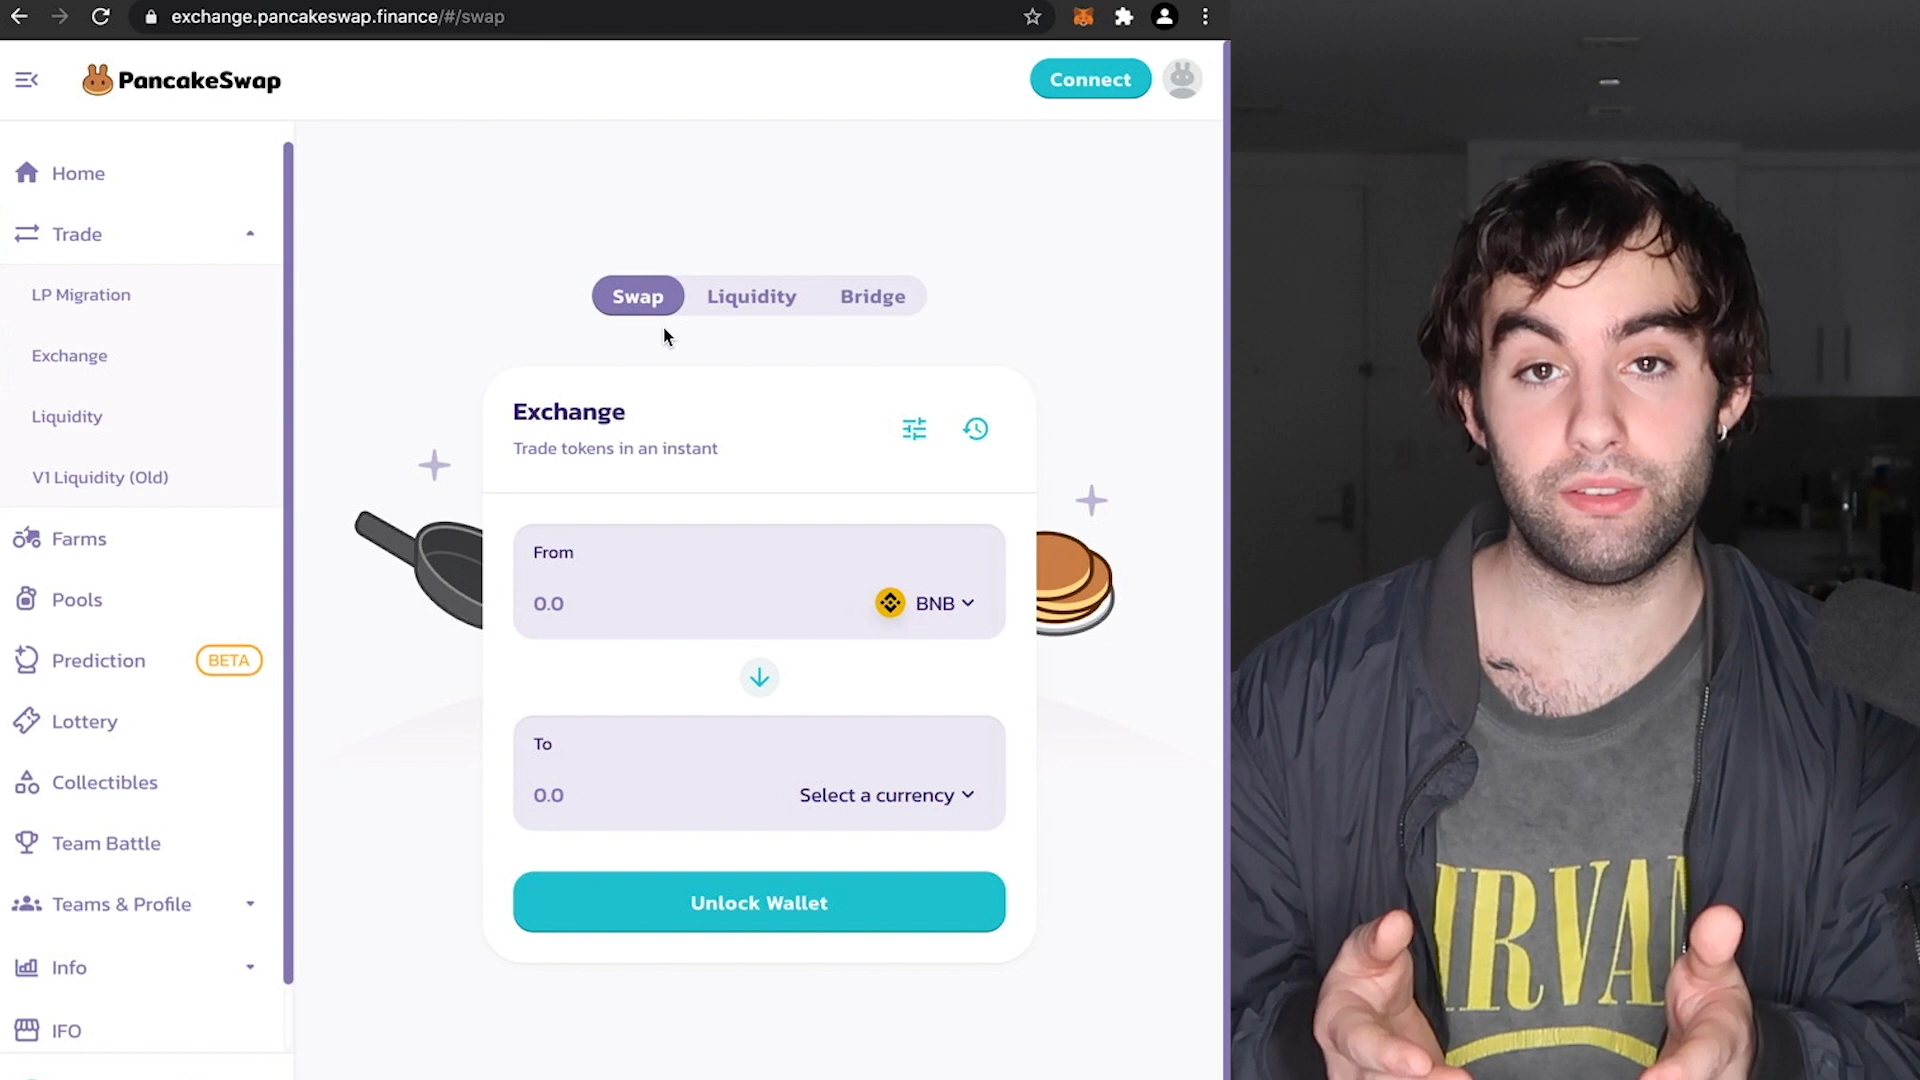 exchange.pancakeswap.finance/#/swap
PancakeSwap
Connect
Home
Trade
LP Migration
Exchange
Liquidity
V1 Liquidity (Old)
Farms
Pools
Prediction
BETA
Lottery
Collectibles
Team Battle
Teams & Profile
Info
IFO
Swap
Liquidity
Bridge
Exchange
Trade tokens in an instant
From
0.0
BNB
To
0.0
Select a currency
Unlock Wallet